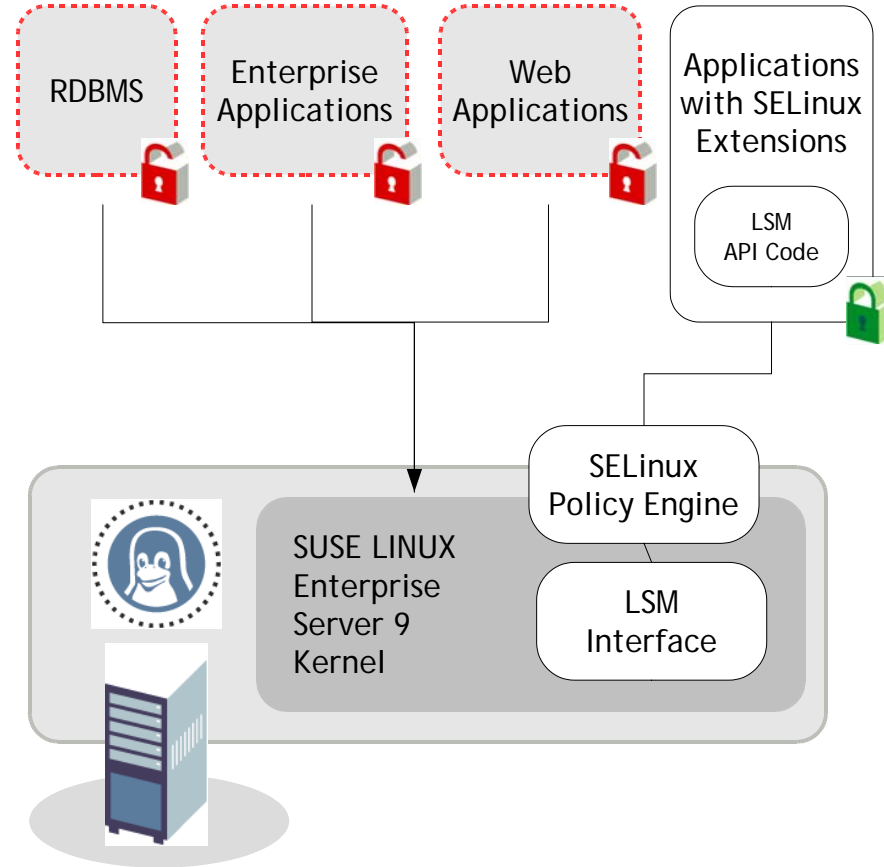 RDBMS
Enterprise
Applications
Web
Applications
Applications
with SELinux
Extensions
LSM
API Code
SELinux
Policy Engine
SUSE LINUX
Enterprise
Server 9
Kernel
LSM
Interface